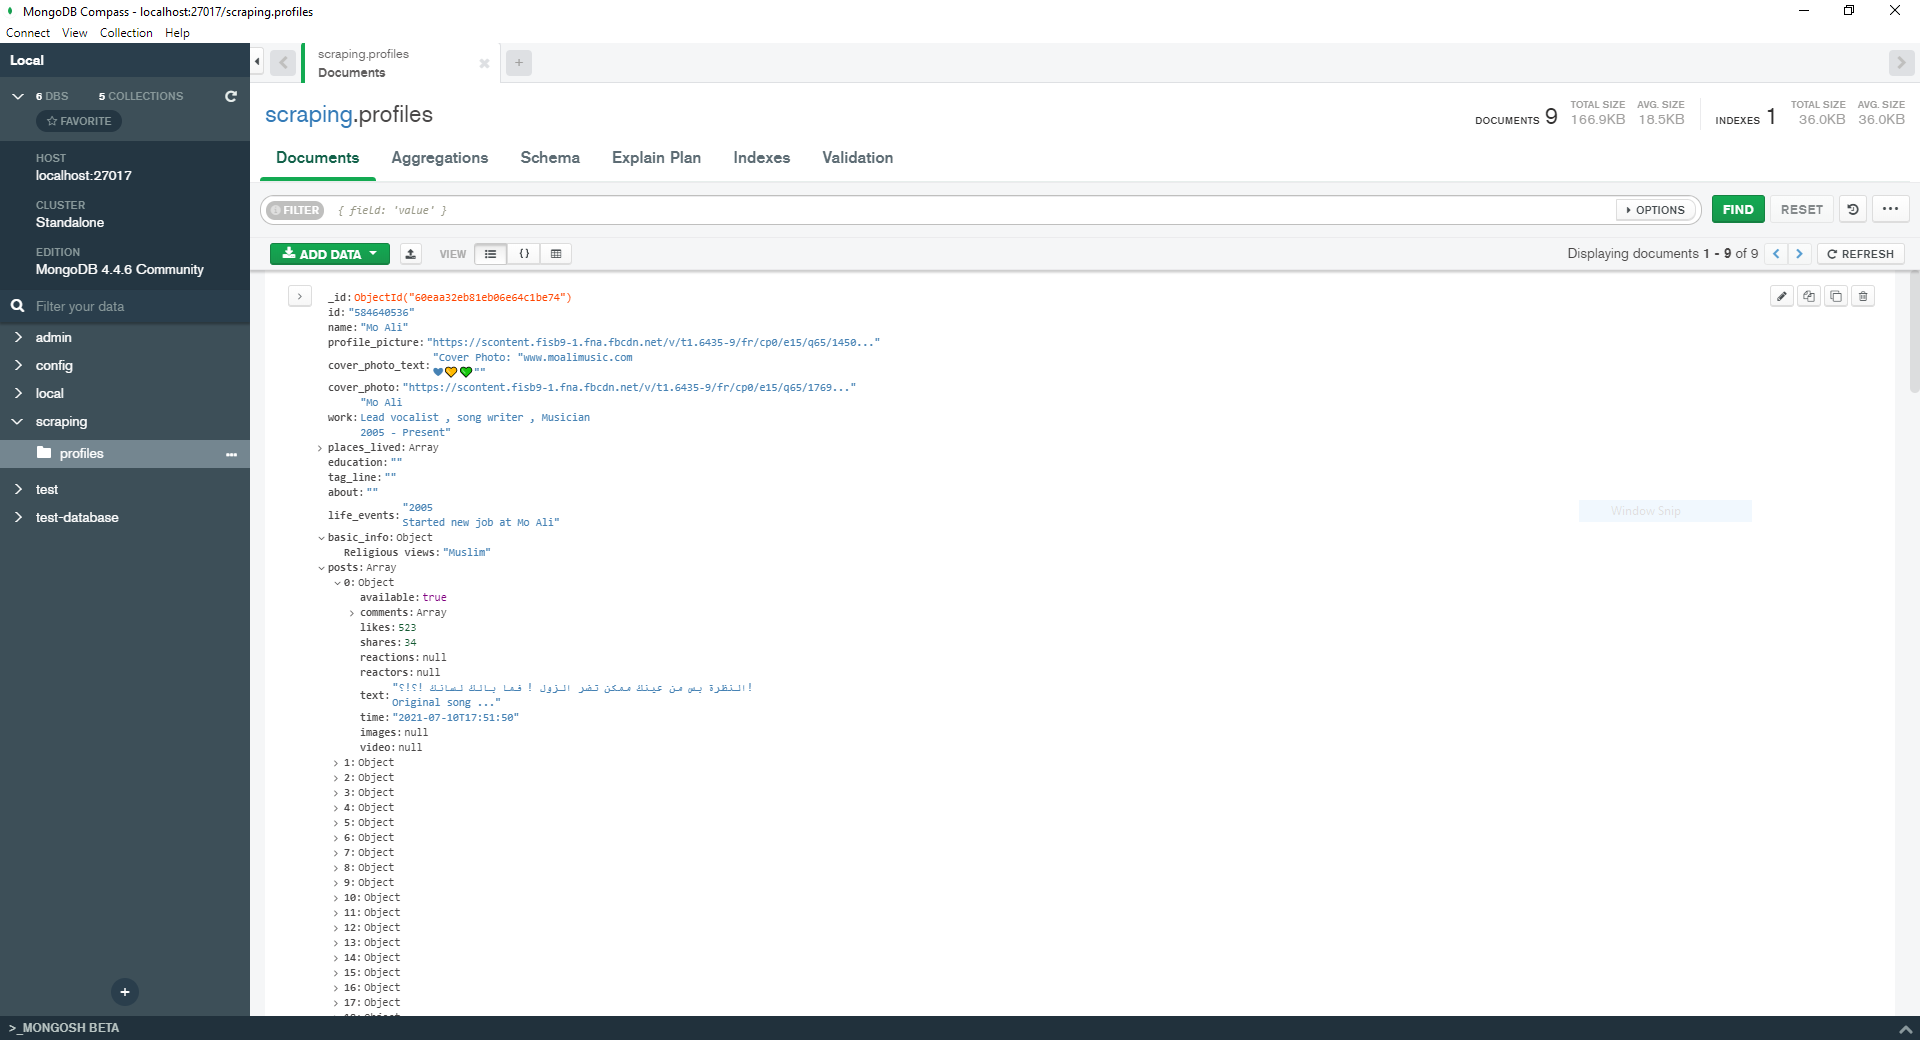 MongoDB Compass - localhost:27017/scraping.profiles
Connect View Collection Help
Local
6 DBS 5 COLLECTIONS
FAVORITE
HOST
localhost:27017
CLUSTER
Standalone
EDITION
MongoDB 4.4.6 Community
Filter your data
admin
config
local
scraping
profiles
test
test-database
scraping.profiles
Documents
scraping.profiles
DOCUMENTS 9 TOTAL SIZE 166.9KB AVG. SIZE 18.5KB INDEXES 1 TOTAL SIZE 36.0KB AVG. SIZE 36.0KB
Documents Aggregations Schema Explain Plan Indexes Validation
FILTER { field: 'value' } OPTIONS FIND RESET
ADD DATA VIEW {} Displaying documents 1 - 9 of 9 REFRESH
_id: ObjectId("60eaa32eb81eb06e64c1be74")
id: "584640536"
name: "Mo Ali"
profile_picture: "https://scontent.fisb9-1.fna.fbcdn.net/v/t1.6435-9/fr/cp0/e15/q65/1450..."
cover_photo_text: "Cover Photo: "www.moalimusic.com
💙💛💚""
cover_photo: "https://scontent.fisb9-1.fna.fbcdn.net/v/t1.6435-9/fr/cp0/e15/q65/1769..."
"Mo Ali
work: Lead vocalist , song writer , Musician
2005 - Present"
places_lived: Array
education: ""
tag_line: ""
about: ""
life_events: "2005
Started new job at Mo Ali"
basic_info: Object
Religious views: "Muslim"
posts: Array
0: Object
available: true
comments: Array
likes: 523
shares: 34
reactions: null
reactors: null
text: "النظرة بس من عينك ممكن تضر الزول ! فما بالك لسانك !؟!؟!
Original song ..."
time: "2021-07-10T17:51:50"
images: null
video: null
1: Object
2: Object
3: Object
4: Object
5: Object
6: Object
7: Object
8: Object
9: Object
10: Object
11: Object
12: Object
13: Object
14: Object
15: Object
16: Object
17: Object
Window Snip
>_MONGOSH BETA